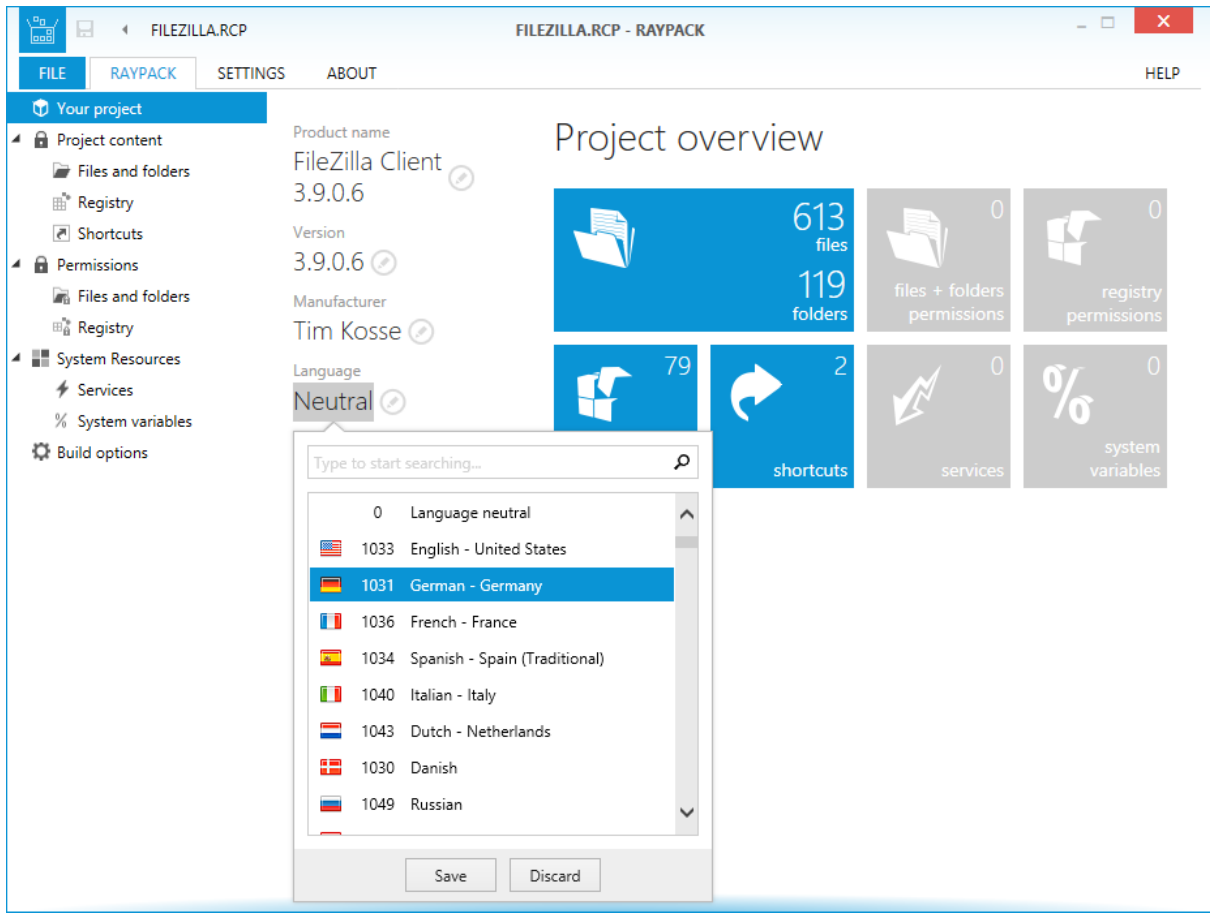 FILEZILLA.RCP
FILEZILLA.RCP - RAYPACK
FILE
RAYPACK
SETTINGS
ABOUT
HELP
Your project
Project content
Files and folders
Registry
Shortcuts
Permissions
Files and folders
Registry
System Resources
Services
% System variables
Build options
Product name
FileZilla Client
3.9.0.6
Version
3.9.0.6
Manufacturer
Tim Kosse
Language
Neutral
Project overview
613
files
119
folders
0
files + folders
permissions
0
registry
permissions
79
2
shortcuts
0
services
0
%
system
variables
Type to start searching...
0 Language neutral
1033 English - United States
1031 German - Germany
1036 French - France
1034 Spanish - Spain (Traditional)
1040 Italian - Italy
1043 Dutch - Netherlands
1030 Danish
1049 Russian
Save
Discard